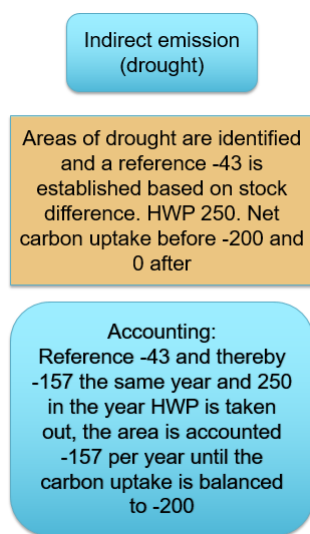 Indirect emission
(drought)
Areas of drought are identified
and a reference -43 is
established based on stock
difference. HWP 250. Net
carbon uptake before -200 and
0 after
Accounting:
Reference -43 and thereby
-157 the same year and 250
in the year HWP is taken
out, the area is accounted
-157 per year until the
carbon uptake is balanced
to -200